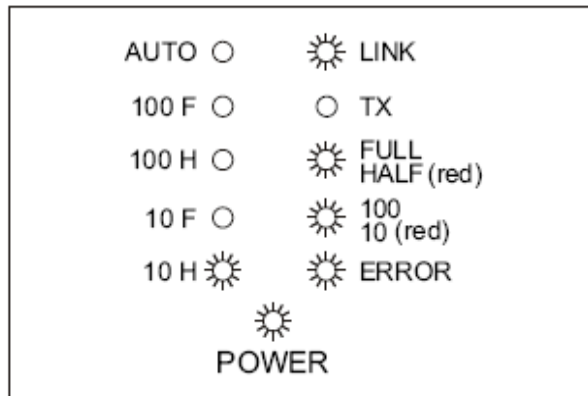 AUTO LINK
100 F TX
100 H FULL
HALF (red)
10 F 100
10 (red)
10 H ERROR
POWER